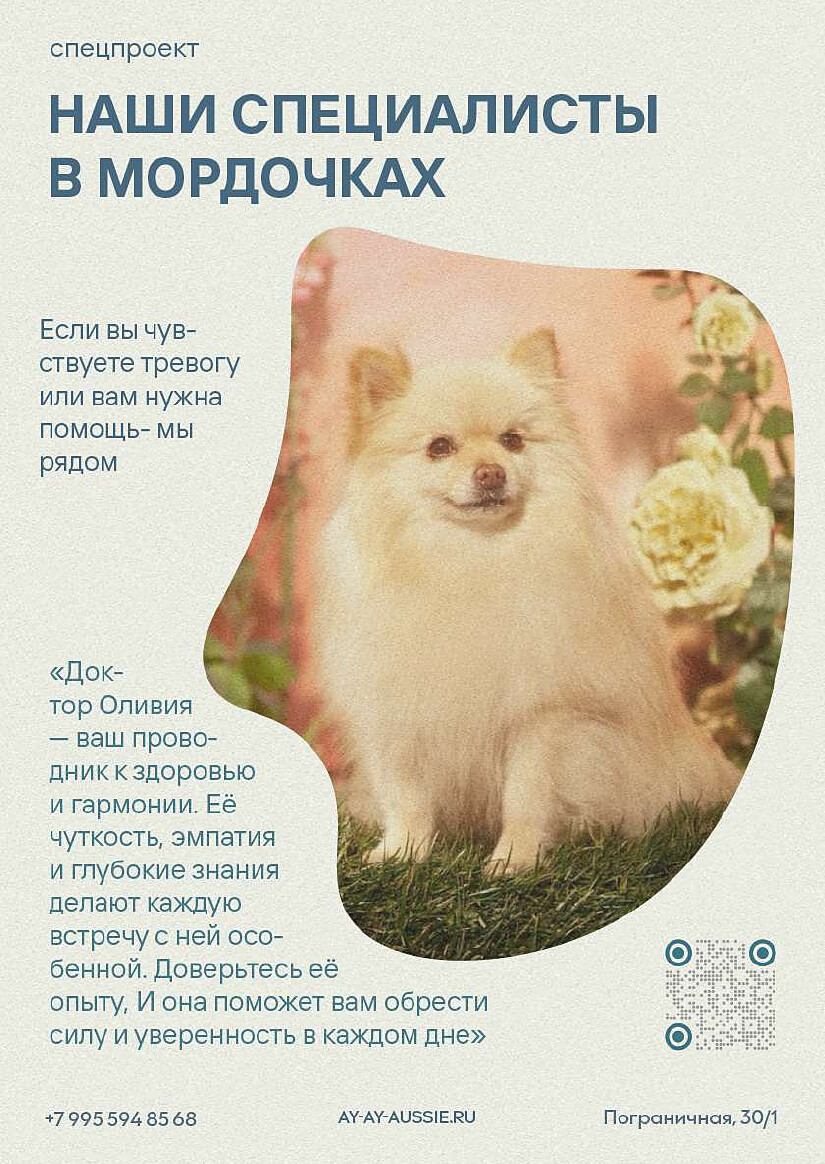 спецпроект
НАШИ СПЕЦИАЛИСТЫ
В МОРДОЧКАХ
Если вы чув-
ствуете тревогу
или вам нужна
помощь- мы
рядом
«Док-
тор Оливия
— ваш прово-
дник к здоровью
и гармонии. Её
чуткость, эмпатия
и глубокие знания
делают каждую
встречу с ней осо-
бенной. Доверьтесь её
опыту, И она поможет вам обрести
силу и уверенность в каждом дне»
+7 995 594 85 68
AY-AY-AUSSIE.RU
Пограничная, 30/1